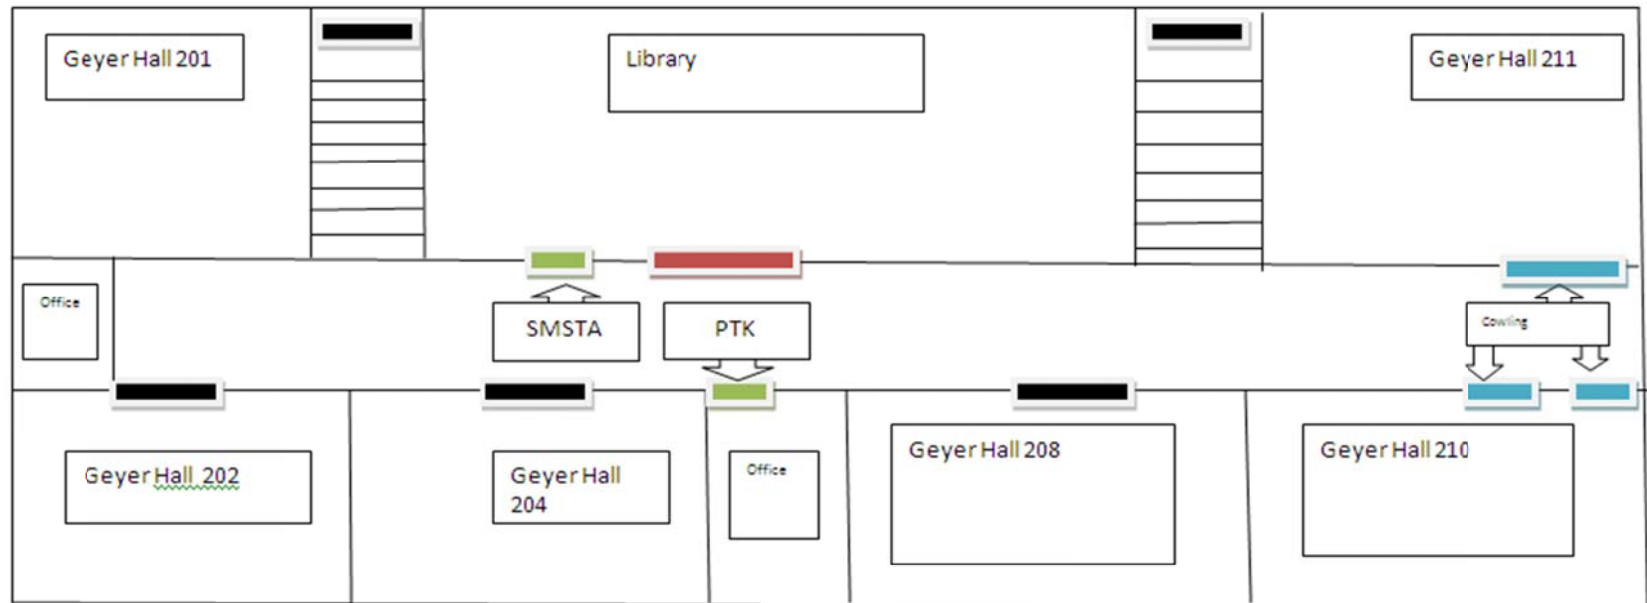 Geyer Hall 201
Library
Geyer Hall 211
Office
SMSTA
PTK
Cowling
Geyer Hall 202
Geyer Hall
204
Office
Geyer Hall 208
Geyer Hall 210